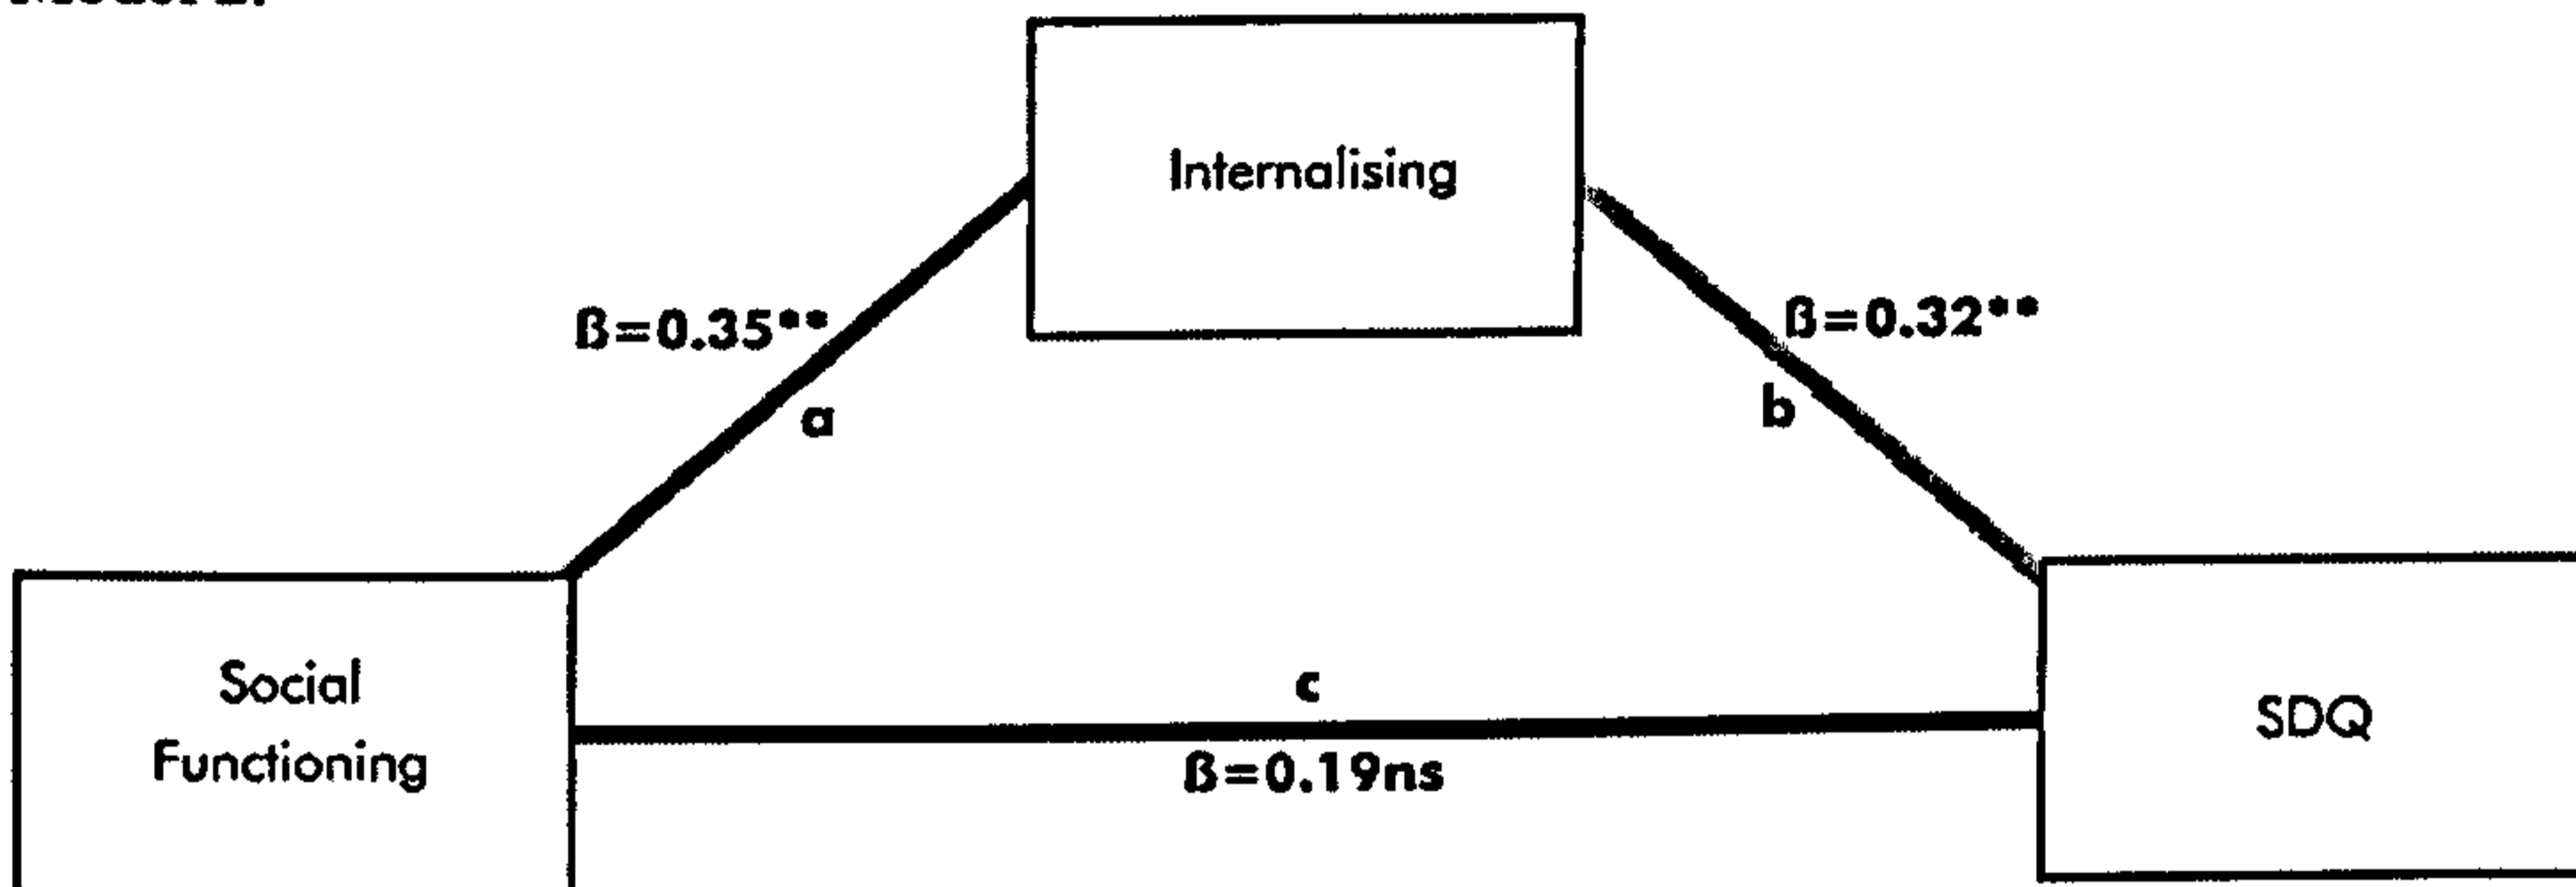 Internalising
ß=0.35**
ß=0.32**
a
b
Social
Functioning
c
ß=0.19ns
SDQ